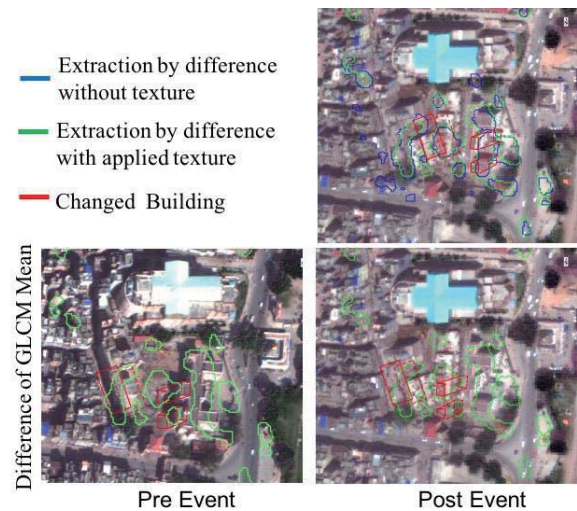 Extraction by difference
without texture
Extraction by difference
with applied texture
Changed Building
Difference of GLCM Mean
Pre Event
Post Event